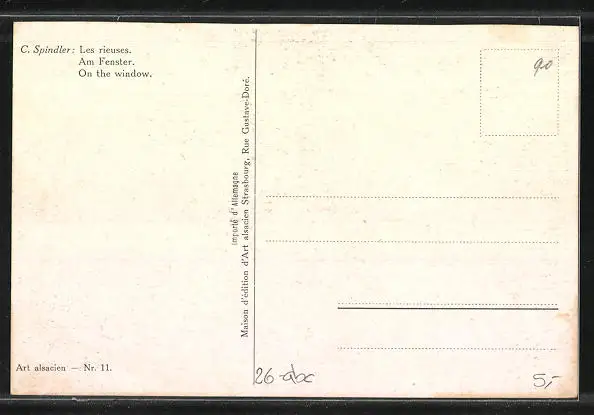 C. Spindler: Les rieuses.
Am Fenster.
On the window.
Importé d'Allemagne
Maison d'édition d'Art alsacien Strasbourg, Rue Gustave-Doré.
90
Art alsacien — Nr. 11.
26-abc
5,-